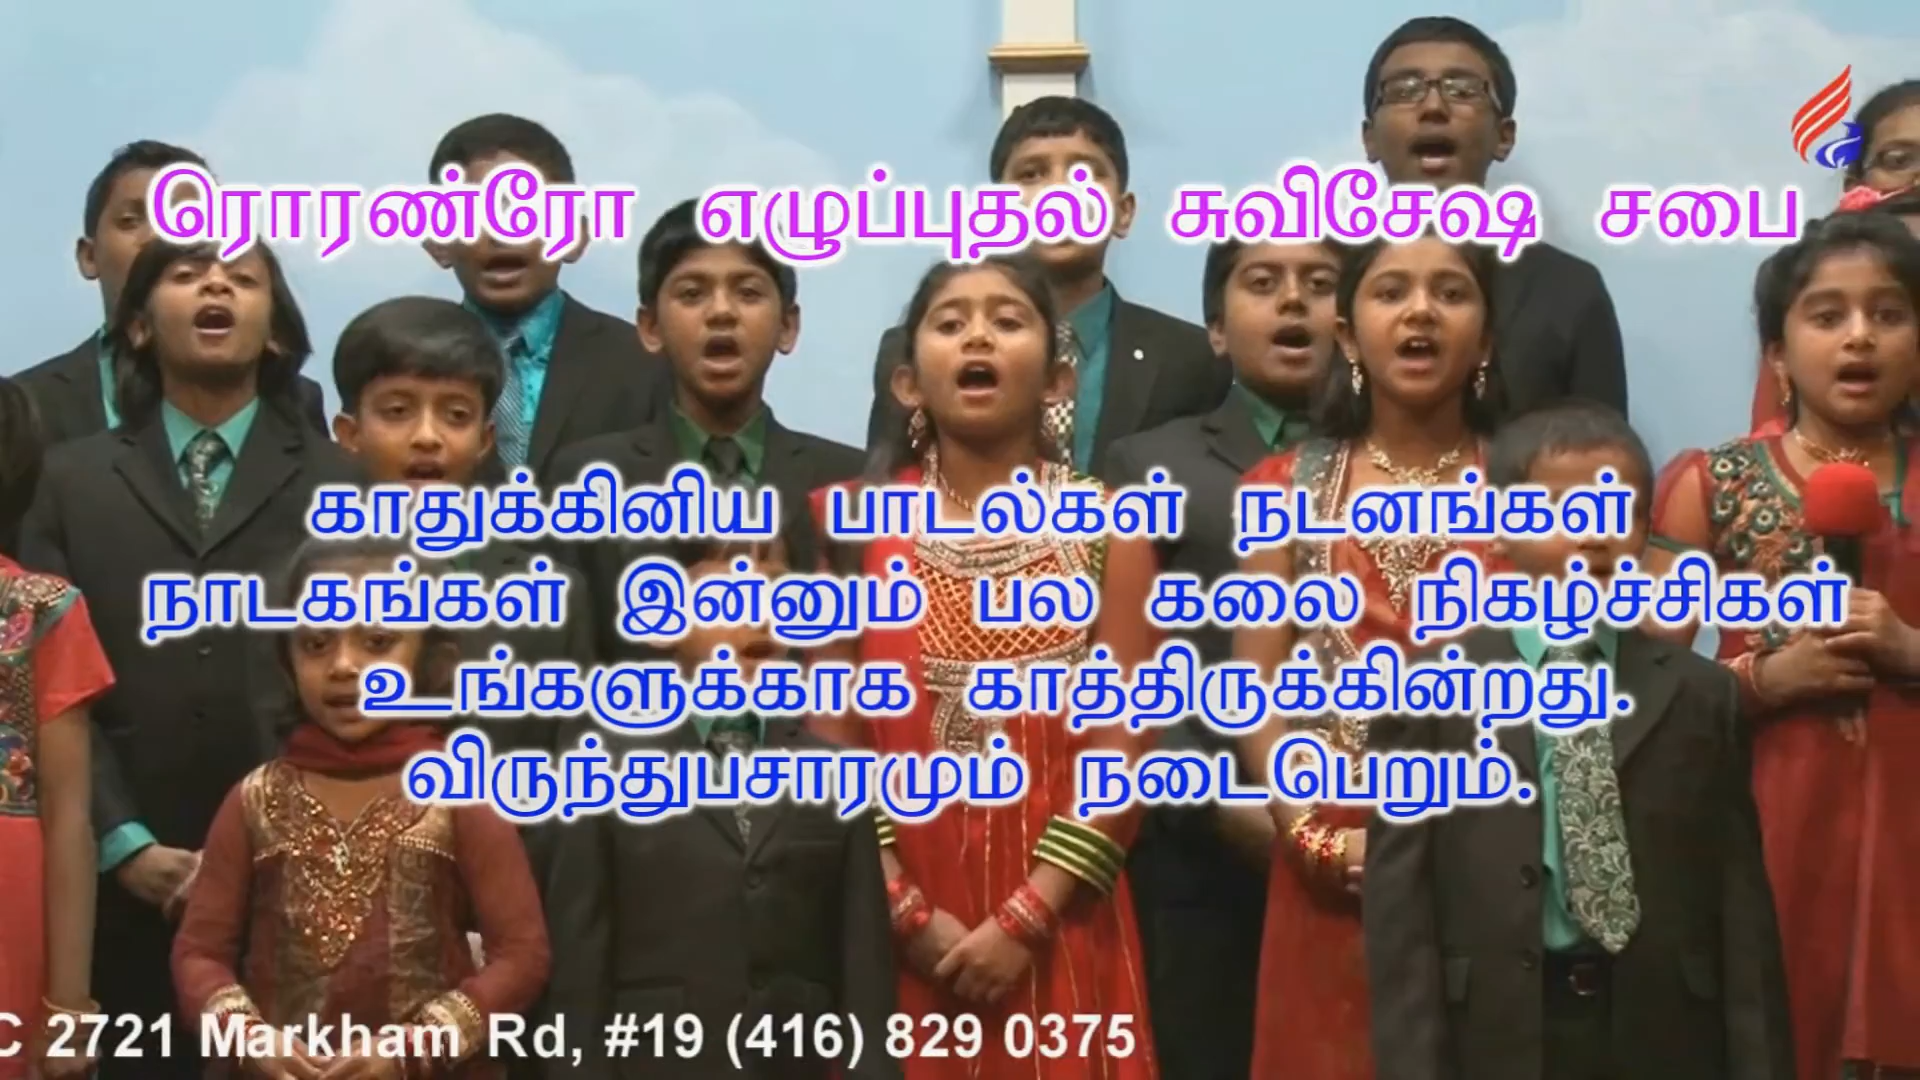 ரொரண்ரோ எழுப்புதல் சுவிசேஷ சபை
காதுக்கினிய பாடல்கள் நடனங்கள்
நாடகங்கள் இன்னும் பல கலை நிகழ்ச்சிகள்
உங்களுக்காக காத்திருக்கின்றது.
விருந்துபசாரமும் நடைபெறும்.
C 2721 Markham Rd, #19 (416) 829 0375